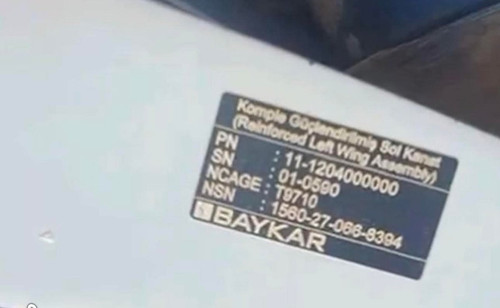 Komple Güçlendirilmiş Sol Kanat
(Reinforced Left Wing Assembly)
PN : 11-1204000000
SN : 01-0590
NCAGE : T9710
NSN : 1560-27-066-8394
BAYKAR